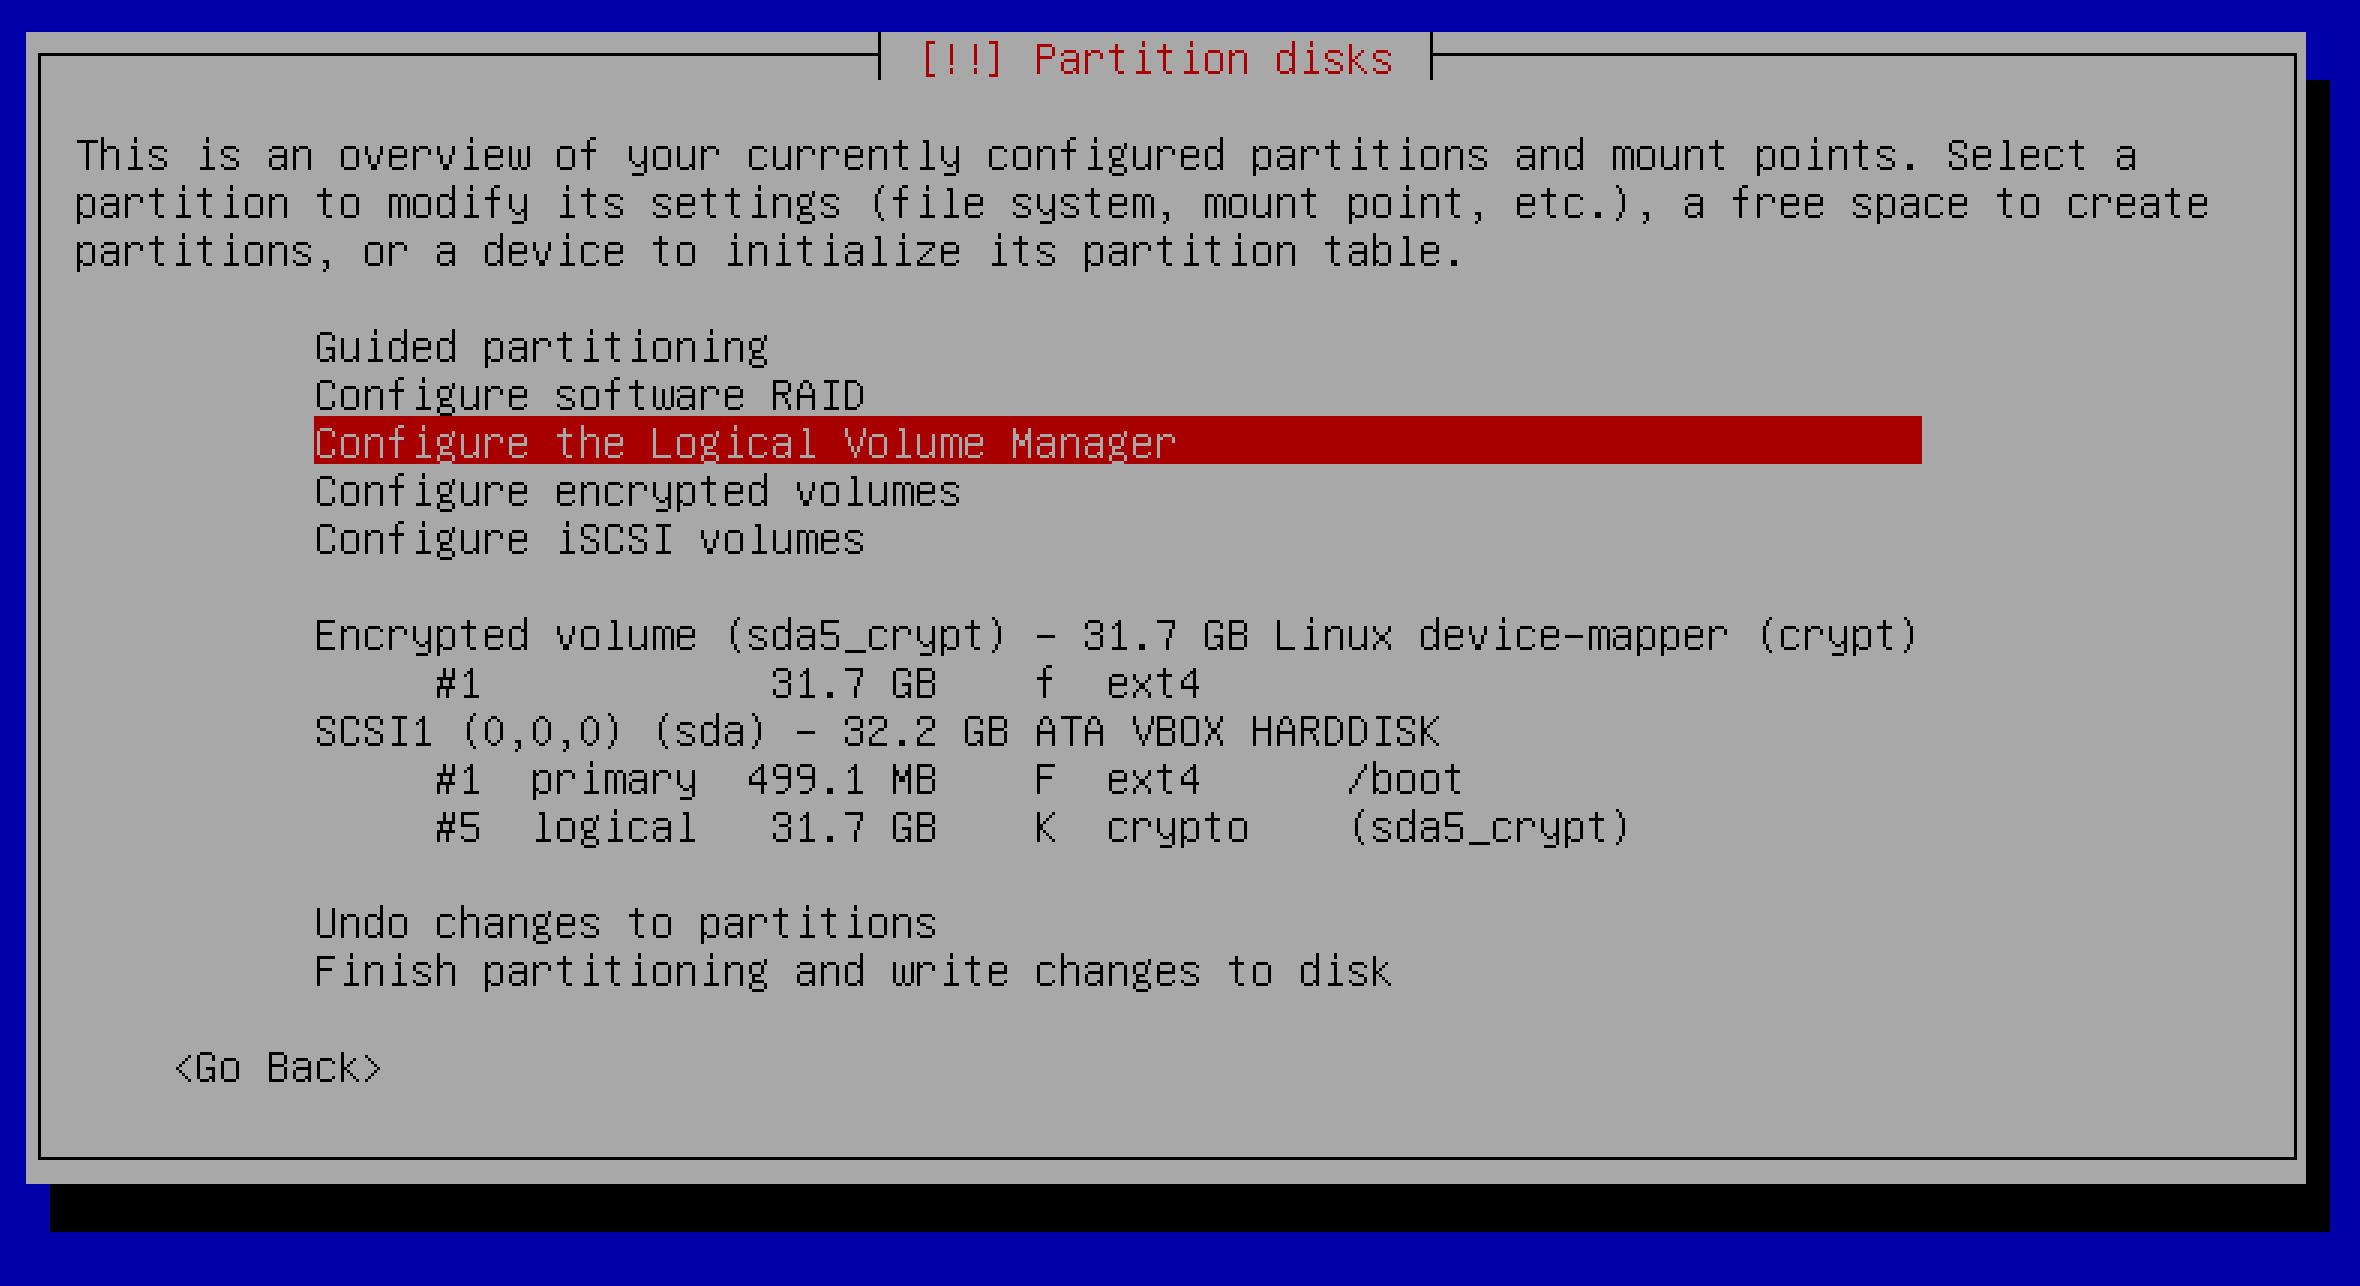 [!!] Partition disks
This is an overview of your currently configured partitions and mount points. Select a
partition to modify its settings (file system, mount point, etc.), a free space to create
partitions, or a device to initialize its partition table.
Guided partitioning
Configure software RAID
Configure the Logical Volume Manager
Configure encrypted volumes
Configure iSCSI volumes
Encrypted volume (sda5_crypt) - 31.7 GB Linux device-mapper (crypt)
#1 31.7 GB f ext4
SCSI1 (0,0,0) (sda) - 32.2 GB ATA VBOX HARDDISK
#1 primary 499.1 MB F ext4 /boot
#5 logical 31.7 GB K crypto (sda5_crypt)
Undo changes to partitions
Finish partitioning and write changes to disk
<Go Back>